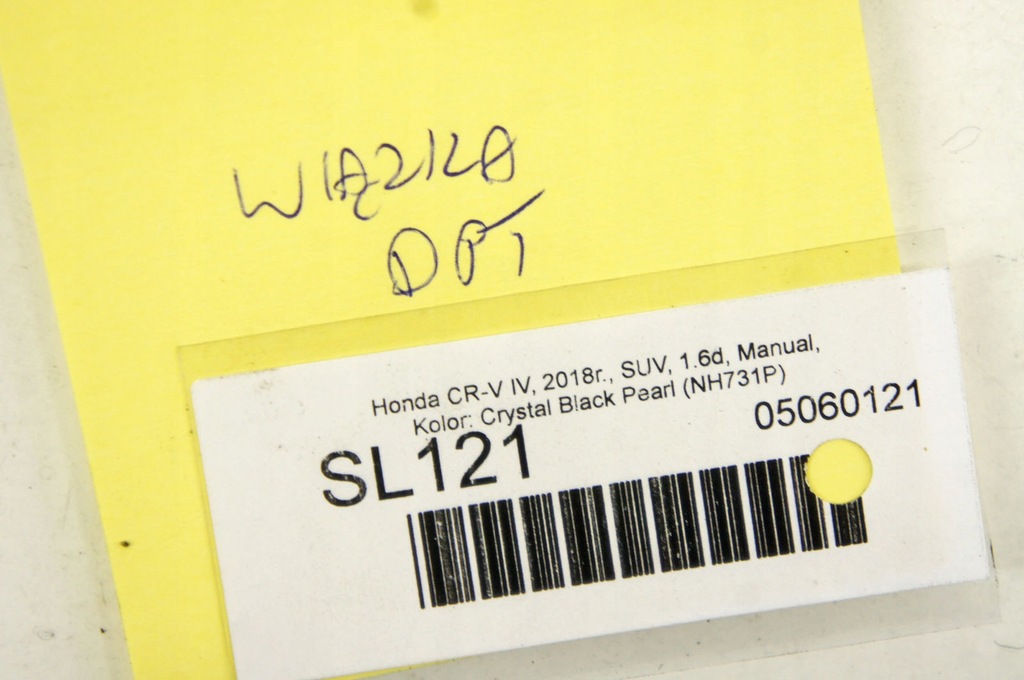 WIĄZKA
DPF
Honda CR-V IV, 2018r., SUV, 1.6d, Manual,
Kolor: Crystal Black Pearl (NH731P)
05060121
SL121